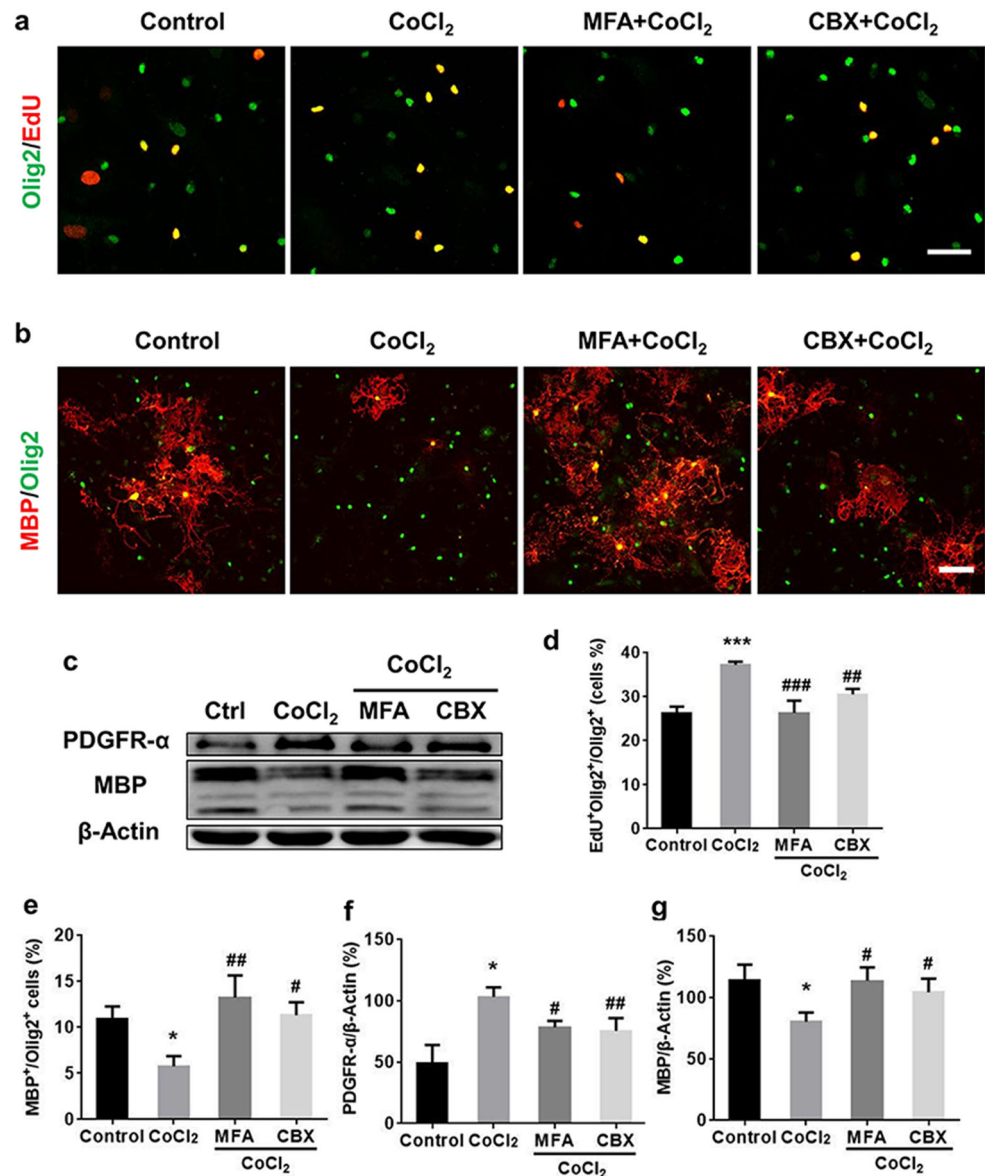 a
Control CoCl₂ MFA+CoCl₂ CBX+CoCl₂
Olig2/EdU
b
Control CoCl₂ MFA+CoCl₂ CBX+CoCl₂
MBP/Olig2
c
CoCl₂
Ctrl CoCl₂ MFA CBX
PDGFR-α
MBP
β-Actin
d
EdU⁺Olig2⁺/Olig2⁺ (cells %)
40
30
20
10
0
***
###
##
Control CoCl₂ MFA CBX
CoCl₂
e
MBP⁺/Olig2⁺ cells (%)
20
15
10
5
0
*
##
#
Control CoCl₂ MFA CBX
CoCl₂
f
PDGFR-α/β-Actin (%)
150
100
50
0
*
#
##
Control CoCl₂ MFA CBX
CoCl₂
g
MBP/β-Actin (%)
150
100
50
0
*
#
#
Control CoCl₂ MFA CBX
CoCl₂